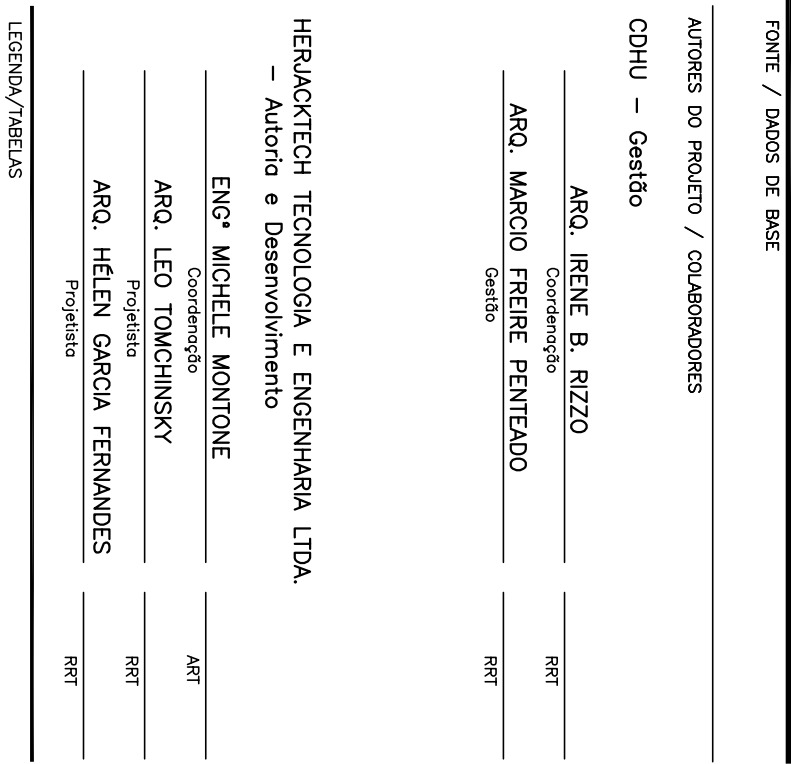 FONTE / DADOS DE BASE
AUTORES DO PROJETO / COLABORADORES
CDHU – Gestão
ARQ. IRENE B. RIZZO
Coordenação
RRT
ARQ. MARCIO FREIRE PENTEADO
Gestão
RRT
HERJACKTECH TECNOLOGIA E ENGENHARIA LTDA.
– Autoria e Desenvolvimento
ENGª MICHELE MONTONE
Coordenação
ART
ARQ. LEO TOMCHINSKY
Projetista
RRT
ARQ. HÉLEN GARCIA FERNANDES
Projetista
RRT
LEGENDA/TABELAS